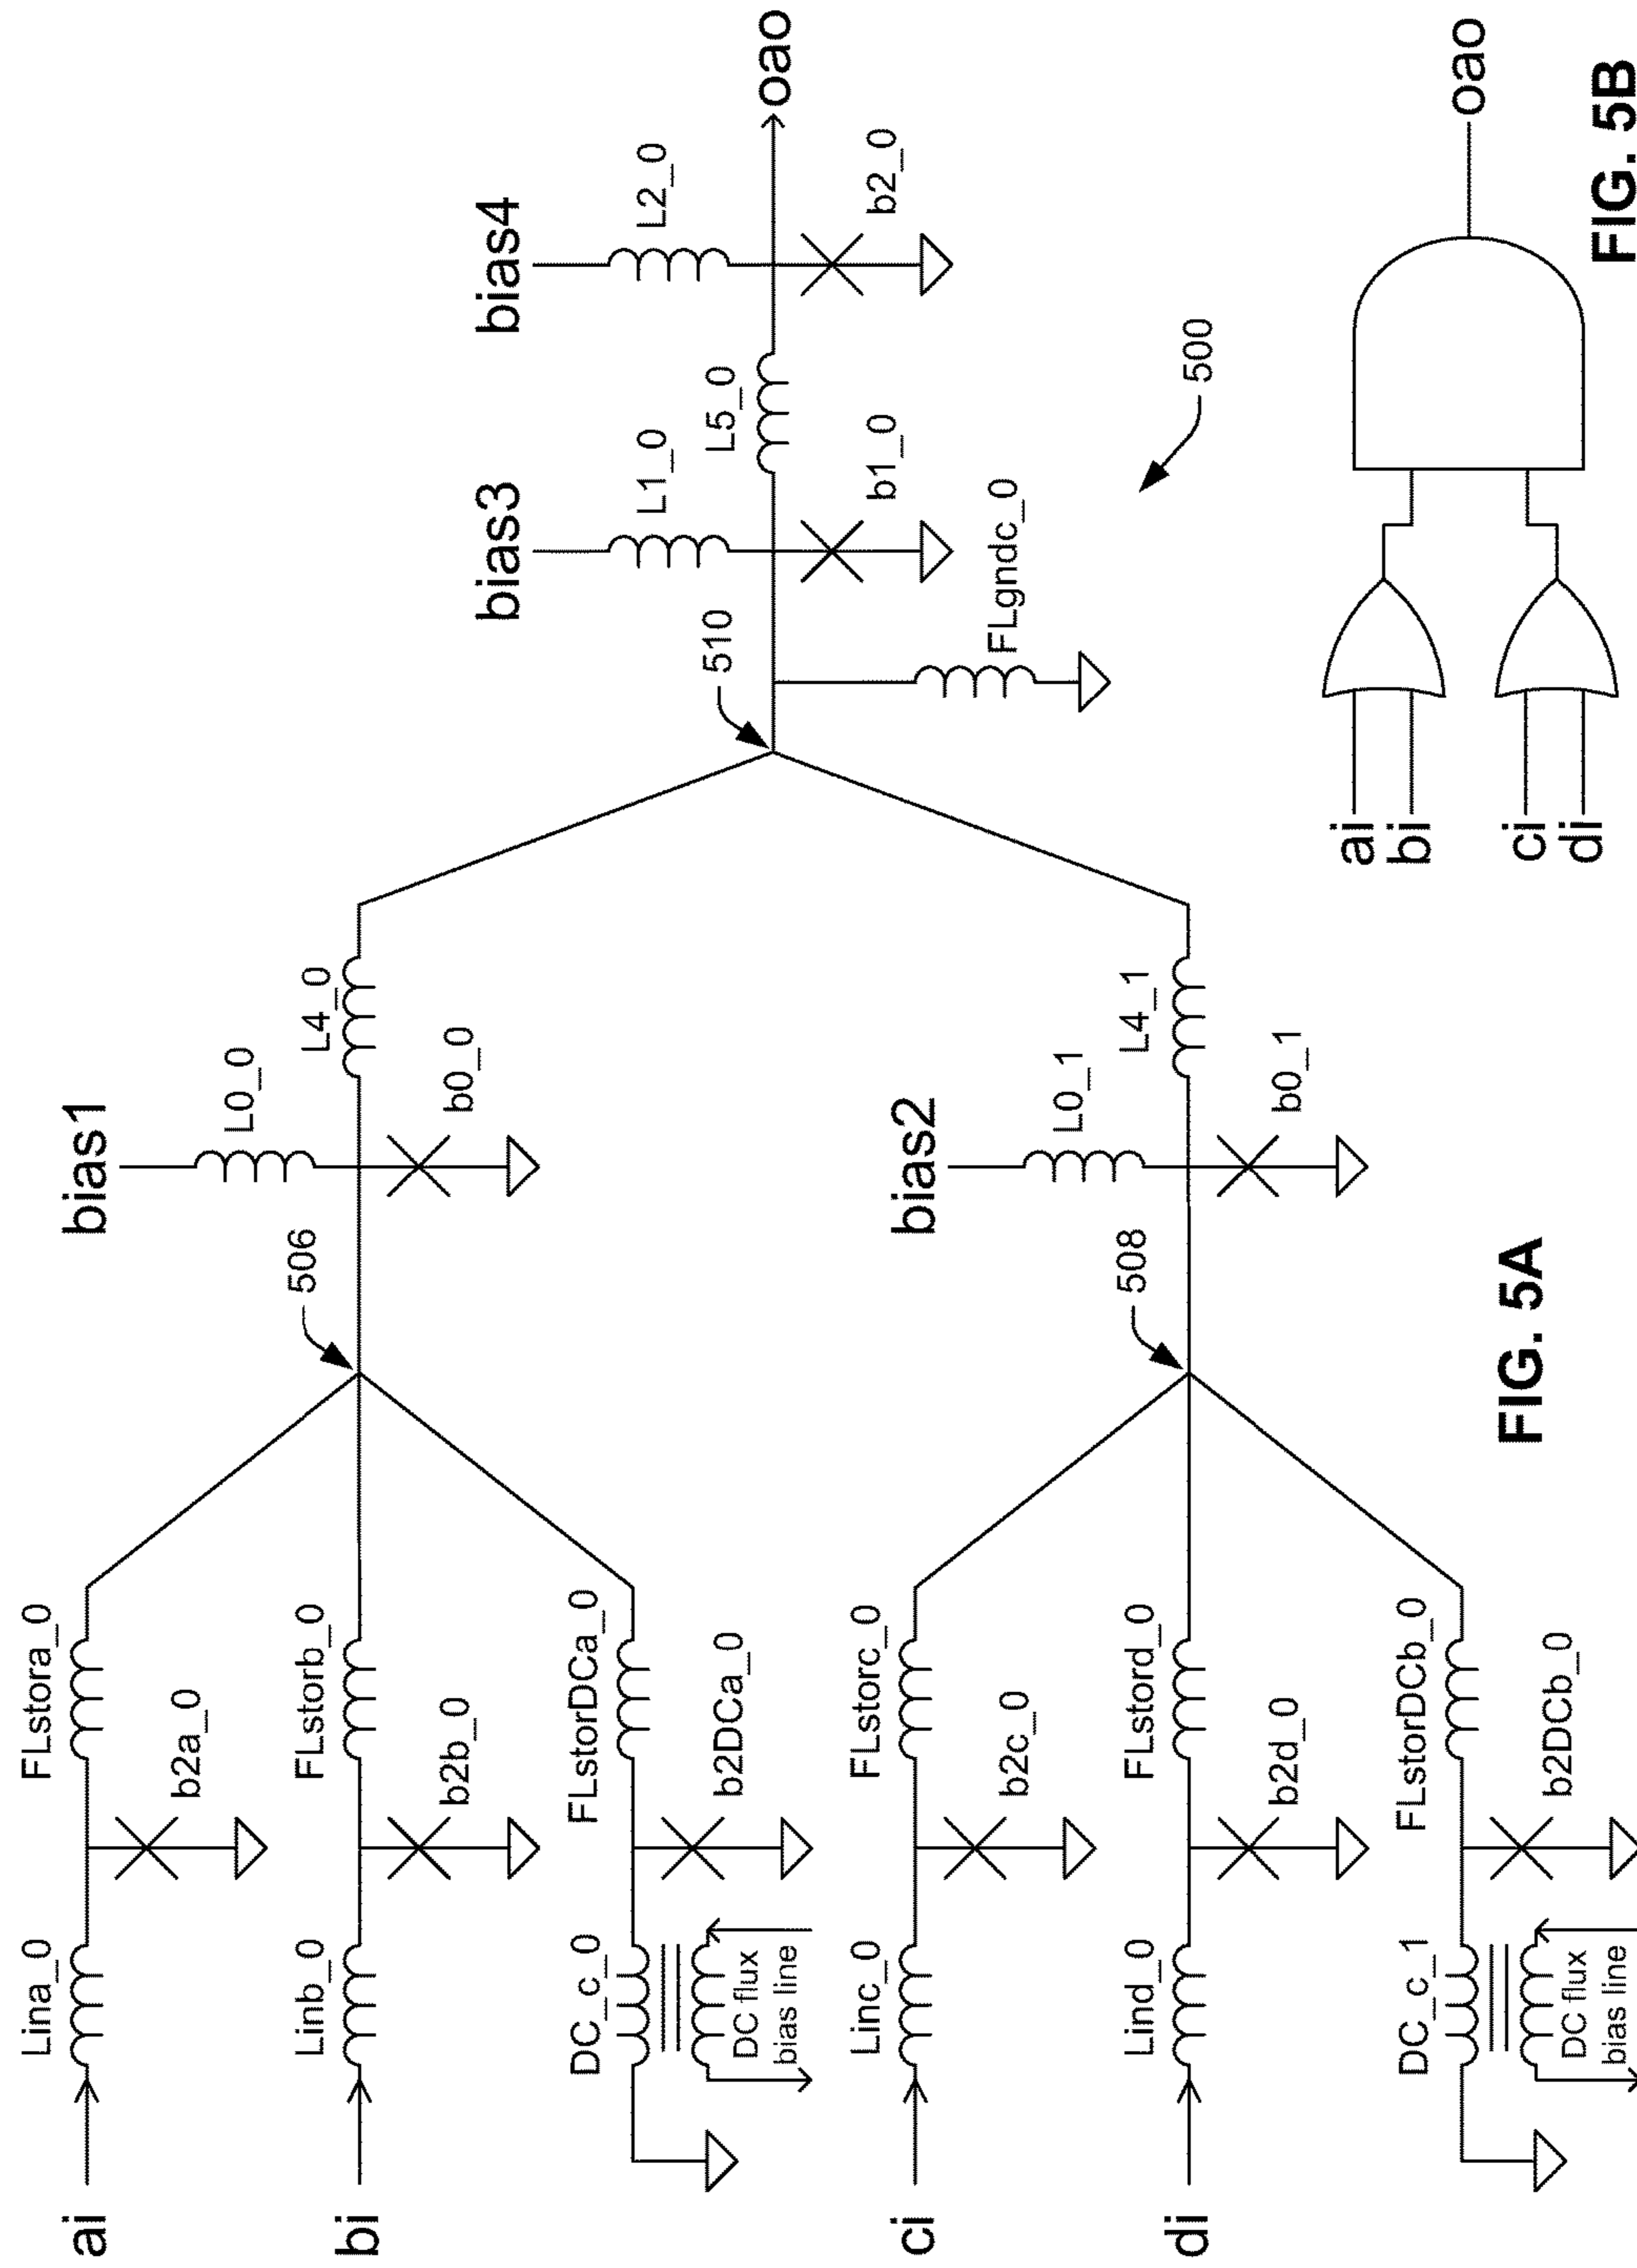 ai
Lina_0
FLstora_0
b2a_0
bi
Linb_0
FLstorb_0
b2b_0
DC_c_0
DC flux
bias line
FLstorDCa_0
b2DCa_0
506
bias1
L0_0
b0_0
L4_0
ci
Linc_0
FLstorc_0
b2c_0
di
Lind_0
FLstord_0
b2d_0
DC_c_1
DC flux
bias line
FLstorDCb_0
b2DCb_0
508
bias2
L0_1
b0_1
L4_1
510
FLgndc_0
bias3
L1_0
b1_0
L5_0
bias4
L2_0
b2_0
oao
500
FIG. 5A
ai
bi
ci
di
oao
FIG. 5B